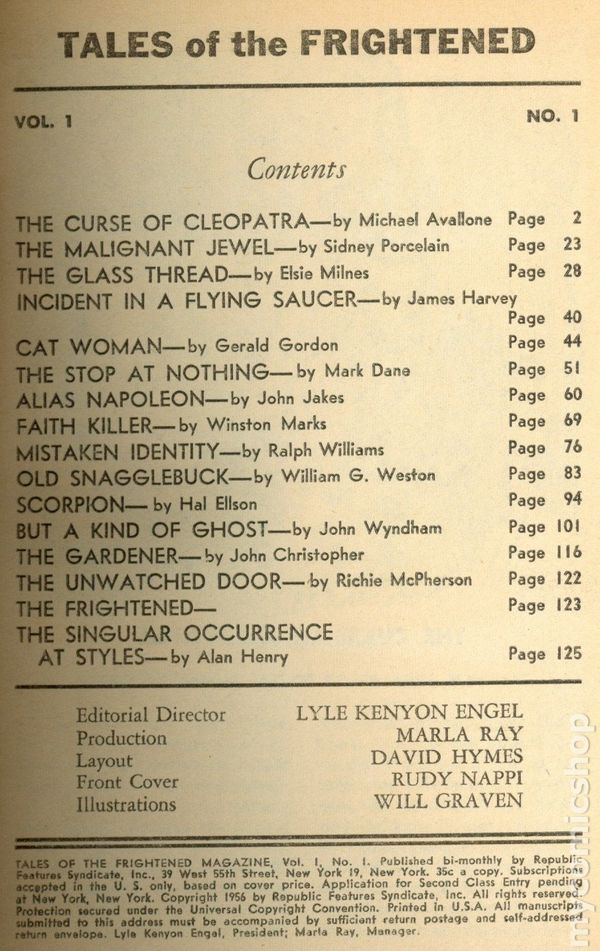 TALES of the FRIGHTENED
VOL. 1 NO. 1
Contents
THE CURSE OF CLEOPATRA—by Michael Avallone Page 2
THE MALIGNANT JEWEL—by Sidney Porcelain Page 23
THE GLASS THREAD—by Elsie Milnes Page 28
INCIDENT IN A FLYING SAUCER—by James Harvey
Page 40
CAT WOMAN—by Gerald Gordon Page 44
THE STOP AT NOTHING—by Mark Dane Page 51
ALIAS NAPOLEON—by John Jakes Page 60
FAITH KILLER—by Winston Marks Page 69
MISTAKEN IDENTITY—by Ralph Williams Page 76
OLD SNAGGLEBUCK—by William G. Weston Page 83
SCORPION—by Hal Ellson Page 94
BUT A KIND OF GHOST—by John Wyndham Page 101
THE GARDENER—by John Christopher Page 116
THE UNWATCHED DOOR—by Richie McPherson Page 122
THE FRIGHTENED— Page 123
THE SINGULAR OCCURRENCE
AT STYLES—by Alan Henry Page 125
Editorial Director LYLE KENYON ENGEL
Production MARLA RAY
Layout DAVID HYMES
Front Cover RUDY NAPPI
Illustrations WILL GRAVEN
TALES OF THE FRIGHTENED MAGAZINE, Vol. 1, No. 1. Published bi-monthly by Republic
Features Syndicate, Inc., 39 West 55th Street, New York 19, New York. 35c a copy. Subscriptions
accepted in the U. S. only, based on cover price. Application for Second Class Entry pending
at New York, New York. Copyright 1956 by Republic Features Syndicate, Inc. All rights reserved.
Protection secured under the Universal Copyright Convention. Printed in U.S.A. All manuscripts
submitted to this address must be accompanied by sufficient return postage and self-addressed
return envelope. Lyle Kenyon Engel, President; Marla Ray, Manager.
mycomicshop